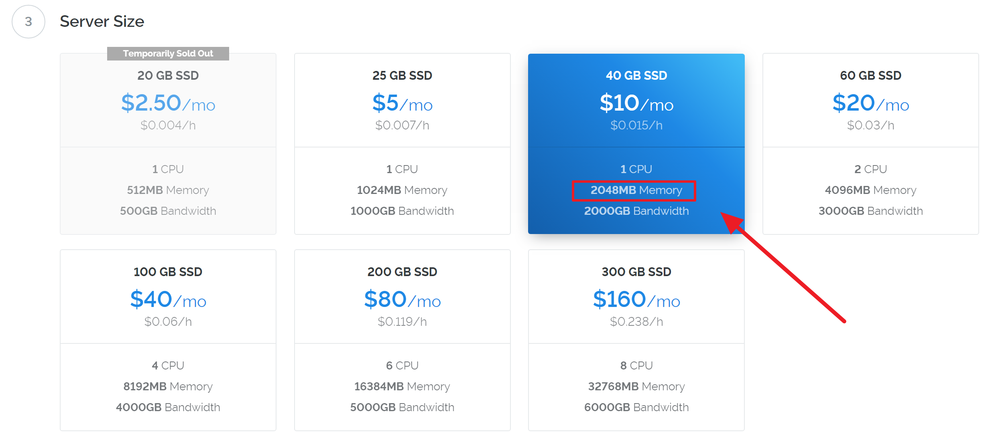 3
Server Size
Temporarily Sold Out
20 GB SSD
$2.50/mo
$0.004/h
1 CPU
512MB Memory
500GB Bandwidth
25 GB SSD
$5/mo
$0.007/h
1 CPU
1024MB Memory
1000GB Bandwidth
40 GB SSD
$10/mo
$0.015/h
1 CPU
2048MB Memory
2000GB Bandwidth
60 GB SSD
$20/mo
$0.03/h
2 CPU
4096MB Memory
3000GB Bandwidth
100 GB SSD
$40/mo
$0.06/h
4 CPU
8192MB Memory
4000GB Bandwidth
200 GB SSD
$80/mo
$0.119/h
6 CPU
16384MB Memory
5000GB Bandwidth
300 GB SSD
$160/mo
$0.238/h
8 CPU
32768MB Memory
6000GB Bandwidth